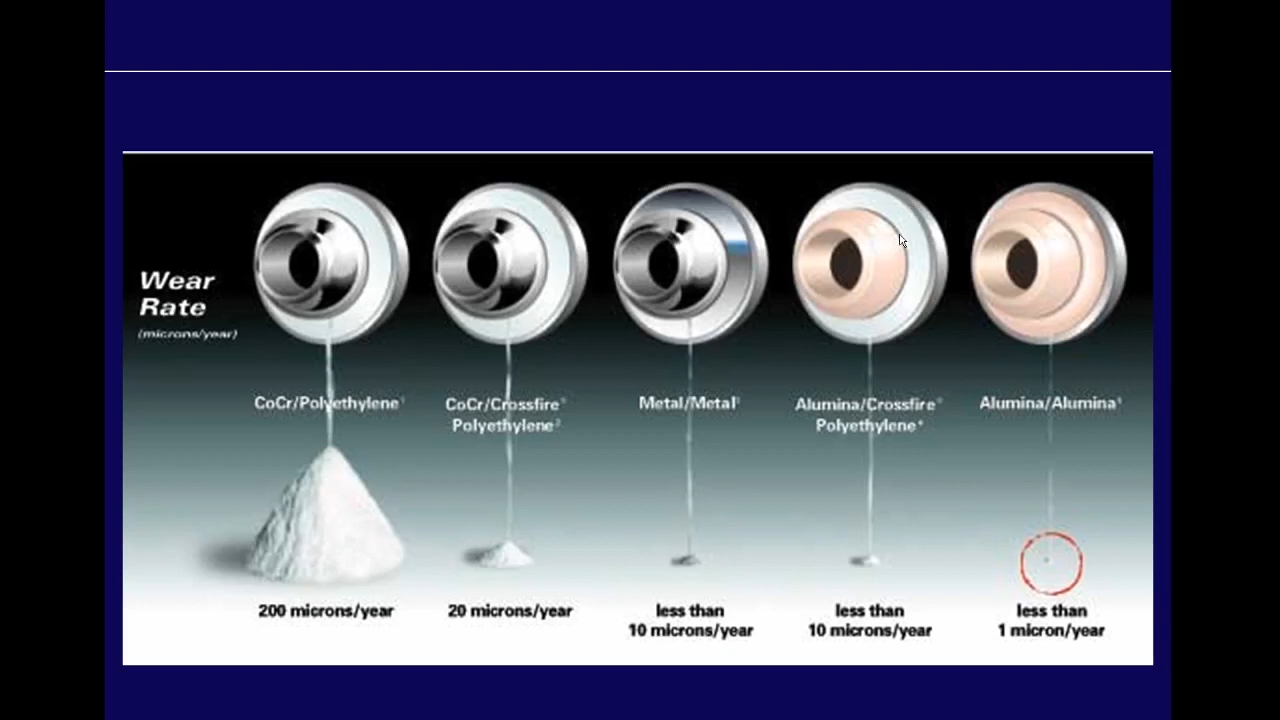 Wear
Rate
(microns/year)
CoCr/Polyethylene
CoCr/Crossfire®
Polyethylene
Metal/Metal
Alumina/Crossfire®
Polyethylene
Alumina/Alumina
200 microns/year
20 microns/year
less than
10 microns/year
less than
10 microns/year
less than
1 micron/year